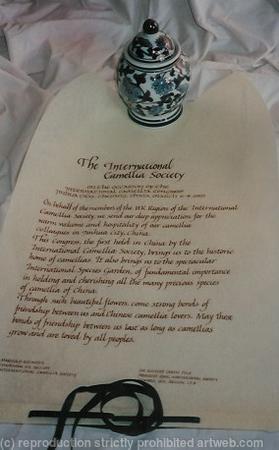 The International
Camellia Society
on the occasion of the
International Camellia Congress
On behalf of the members of the UK Region of the International
Camellia Society, we send our deep appreciation for the
warm welcome and hospitality of our camellia
colleagues in Jinhua City, China.
This Congress, the first held in China by the
International Camellia Society, brings us to the historic
home of camellias. It also brings us to the spectacular
International Species Garden, of fundamental importance
in holding and cherishing all the many precious species
of camellia of China.
Through such beautiful flowers come strong bonds of
friendship between us and Chinese camellia lovers. May these
bonds of friendship between us last as long as camellias
grow and are loved by all peoples.
International Camellia Society
(c) reproduction strictly prohibited artweb.com